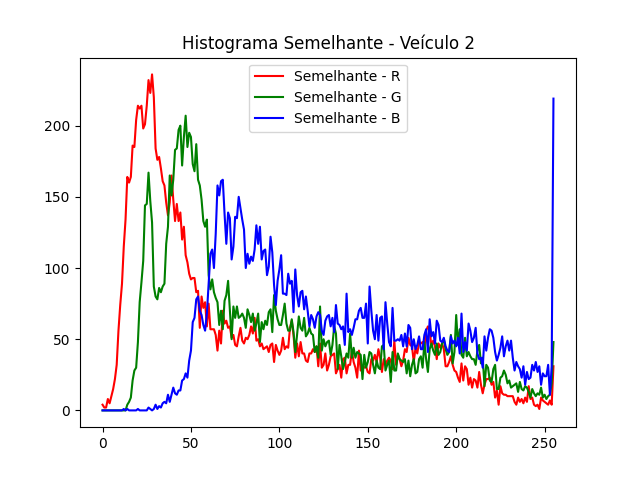 Histograma Semelhante - Veículo 2
Semelhante - R
Semelhante - G
Semelhante - B
200
150
100
50
0
0 50 100 150 200 250